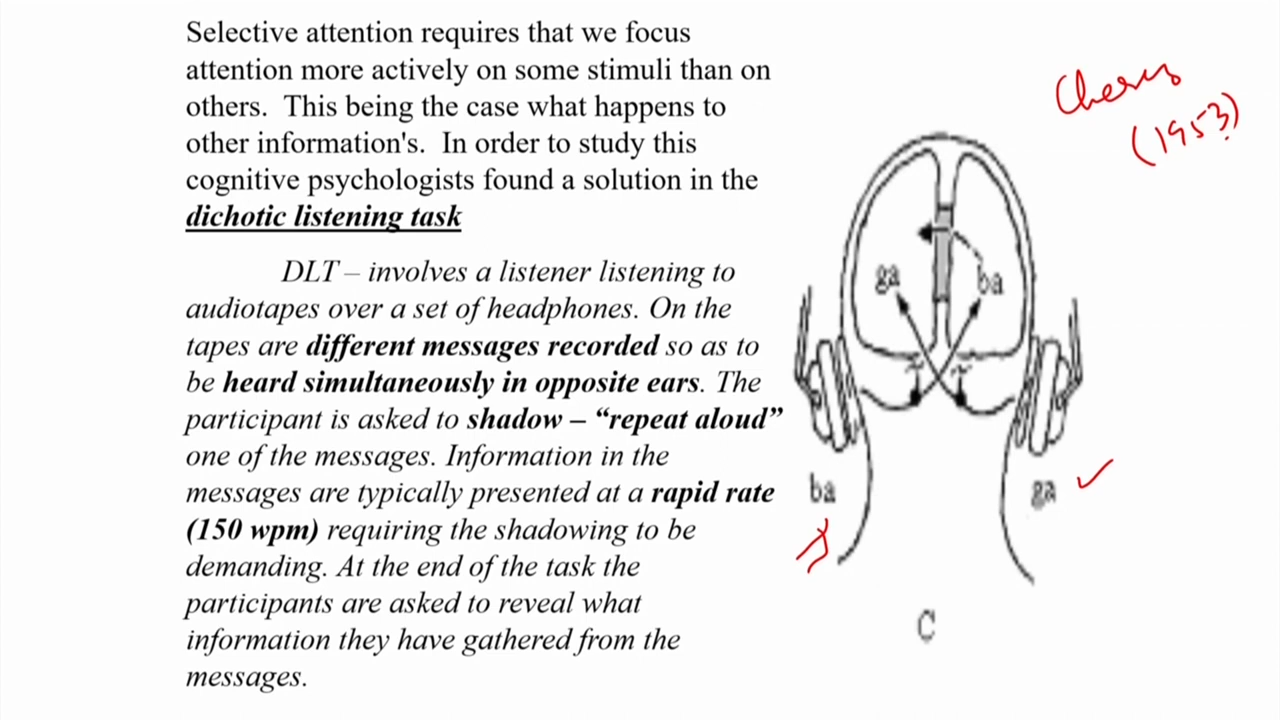 Selective attention requires that we focus
attention more actively on some stimuli than on
others. This being the case what happens to
other information's. In order to study this
cognitive psychologists found a solution in the
dichotic listening task
DLT – involves a listener listening to
audiotapes over a set of headphones. On the
tapes are different messages recorded so as to
be heard simultaneously in opposite ears. The
participant is asked to shadow – “repeat aloud”
one of the messages. Information in the
messages are typically presented at a rapid rate
(150 wpm) requiring the shadowing to be
demanding. At the end of the task the
participants are asked to reveal what
information they have gathered from the
messages.
(1953)
ga
ba
ba
ga
C